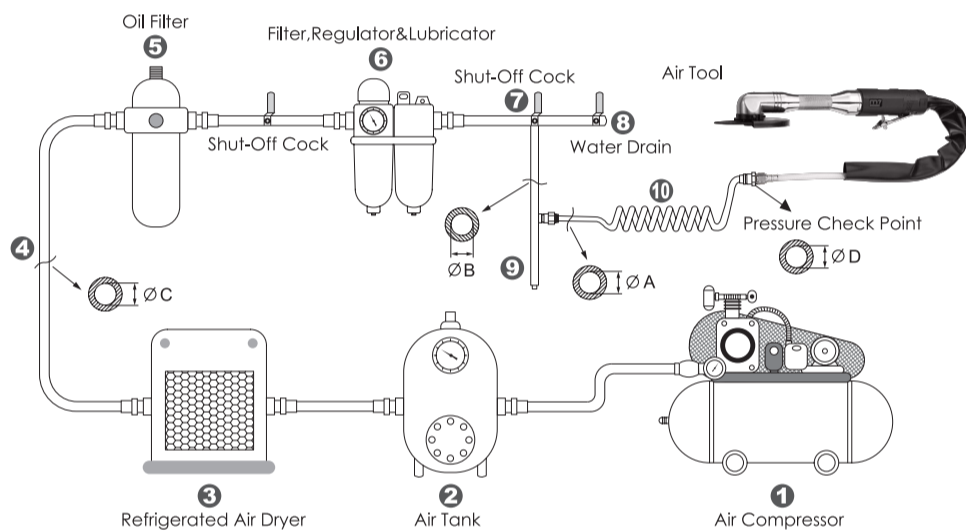 Oil Filter
5
Filter,Regulator&Lubricator
6
Shut-Off Cock
7
Air Tool
8
Shut-Off Cock
Water Drain
10
Pressure Check Point
4
ØB
9
ØA
ØD
ØC
3
Refrigerated Air Dryer
2
Air Tank
1
Air Compressor